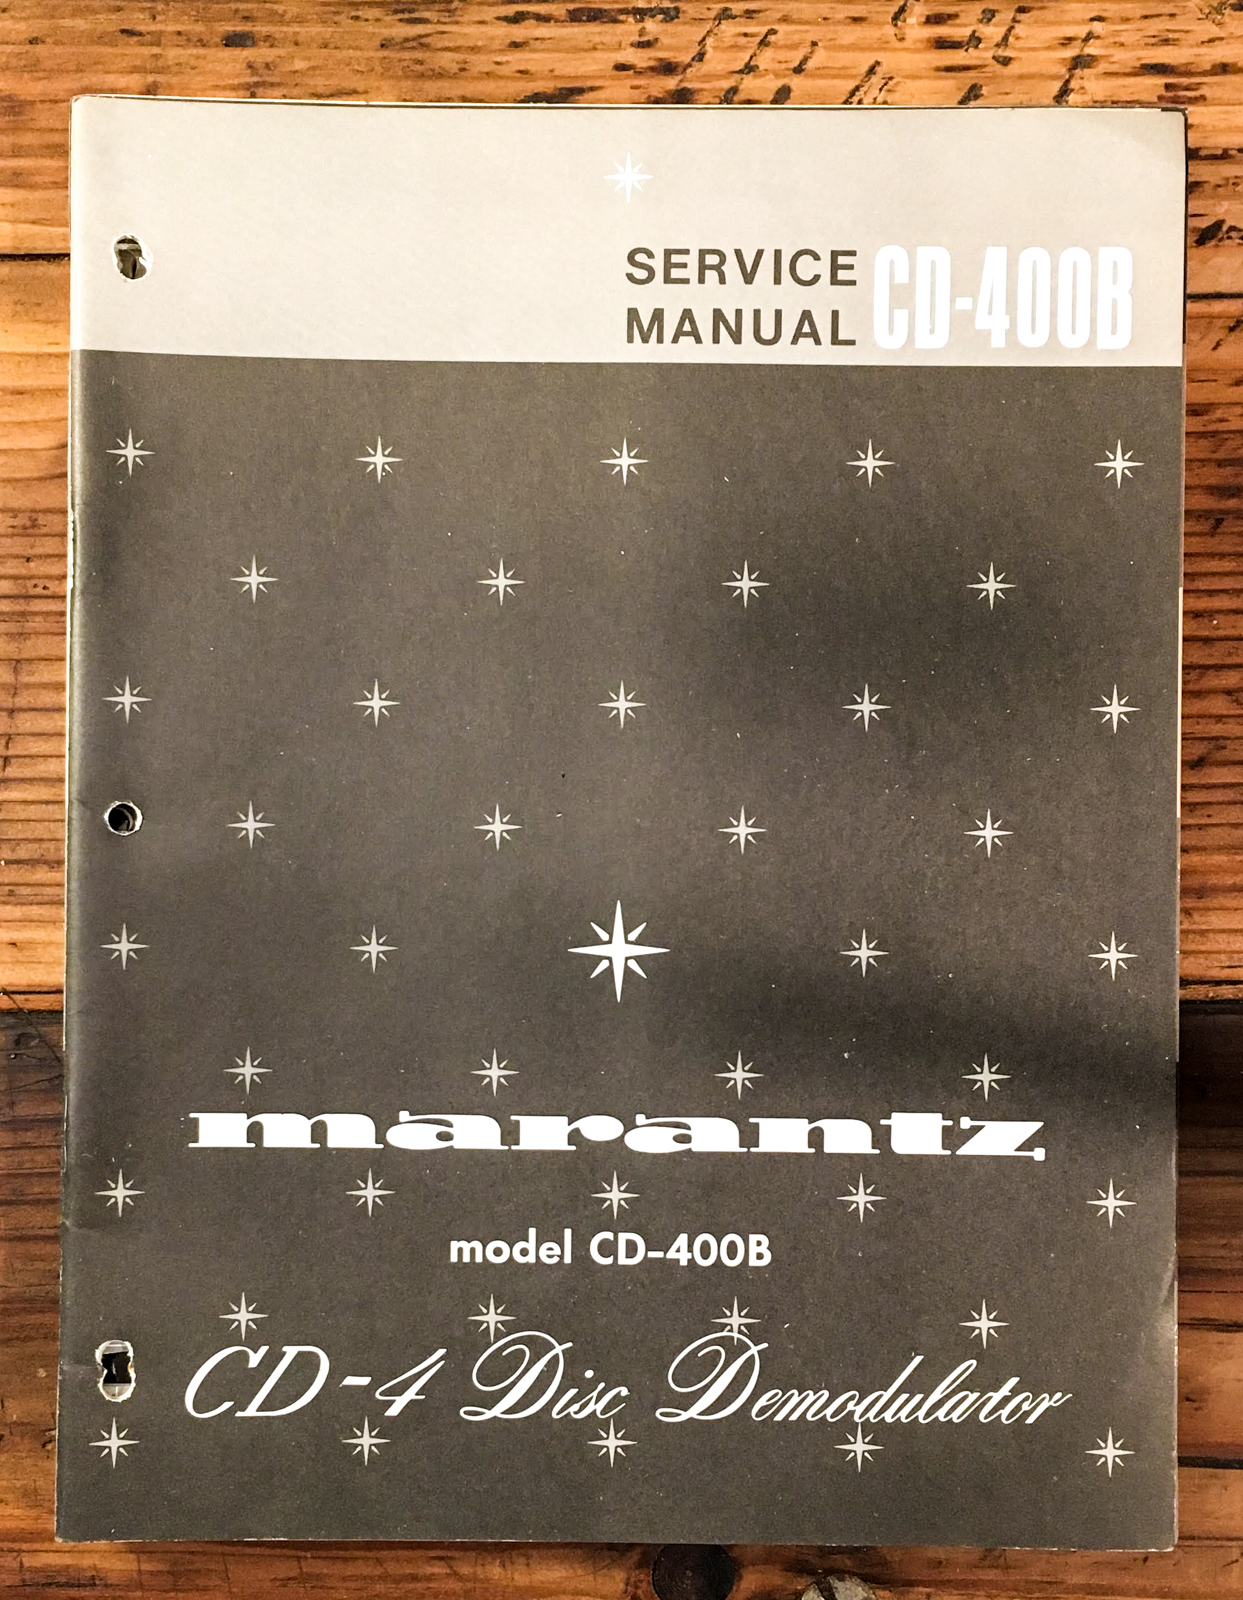 SERVICE
MANUAL CD-400B
marantz
model CD-400B
CD-4 Disc Demodulator